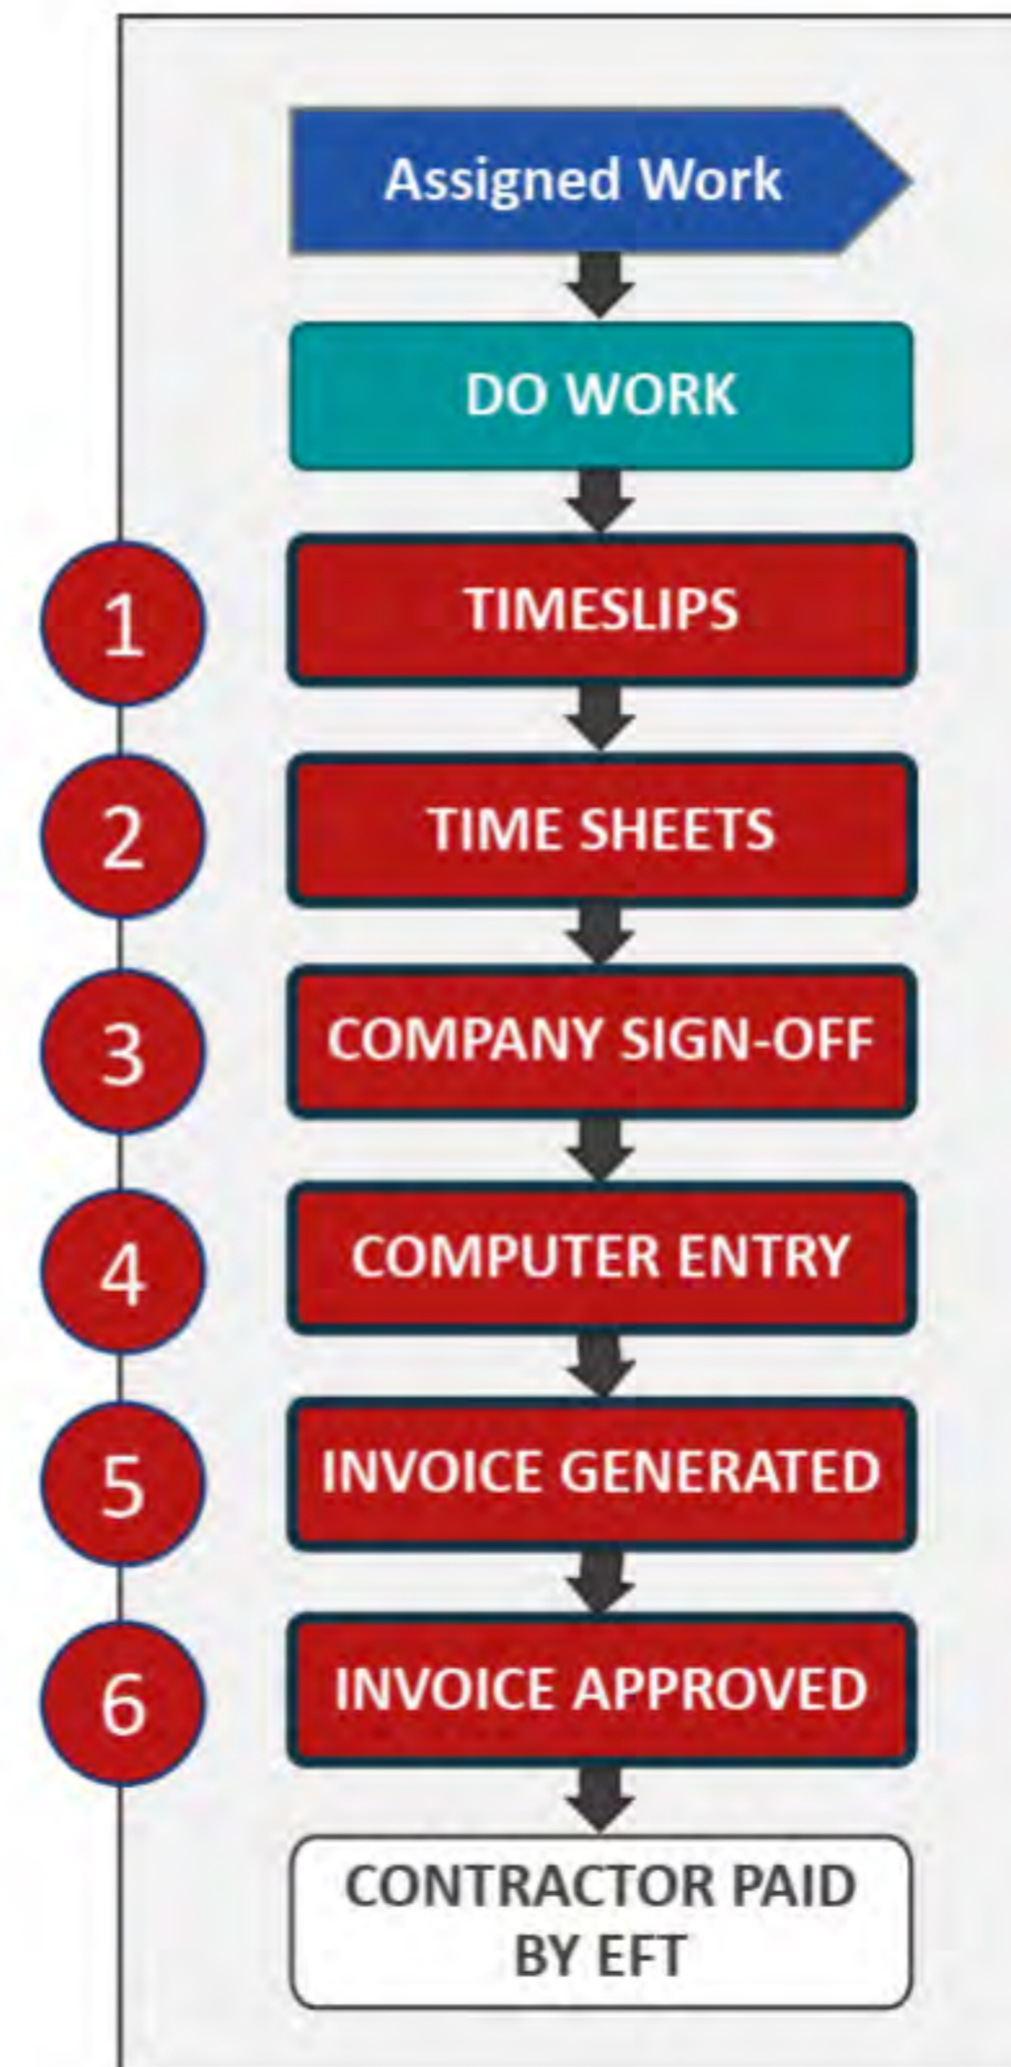 Assigned Work
DO WORK
1
TIMESLIPS
2
TIME SHEETS
3
COMPANY SIGN-OFF
4
COMPUTER ENTRY
5
INVOICE GENERATED
6
INVOICE APPROVED
CONTRACTOR PAID
BY EFT